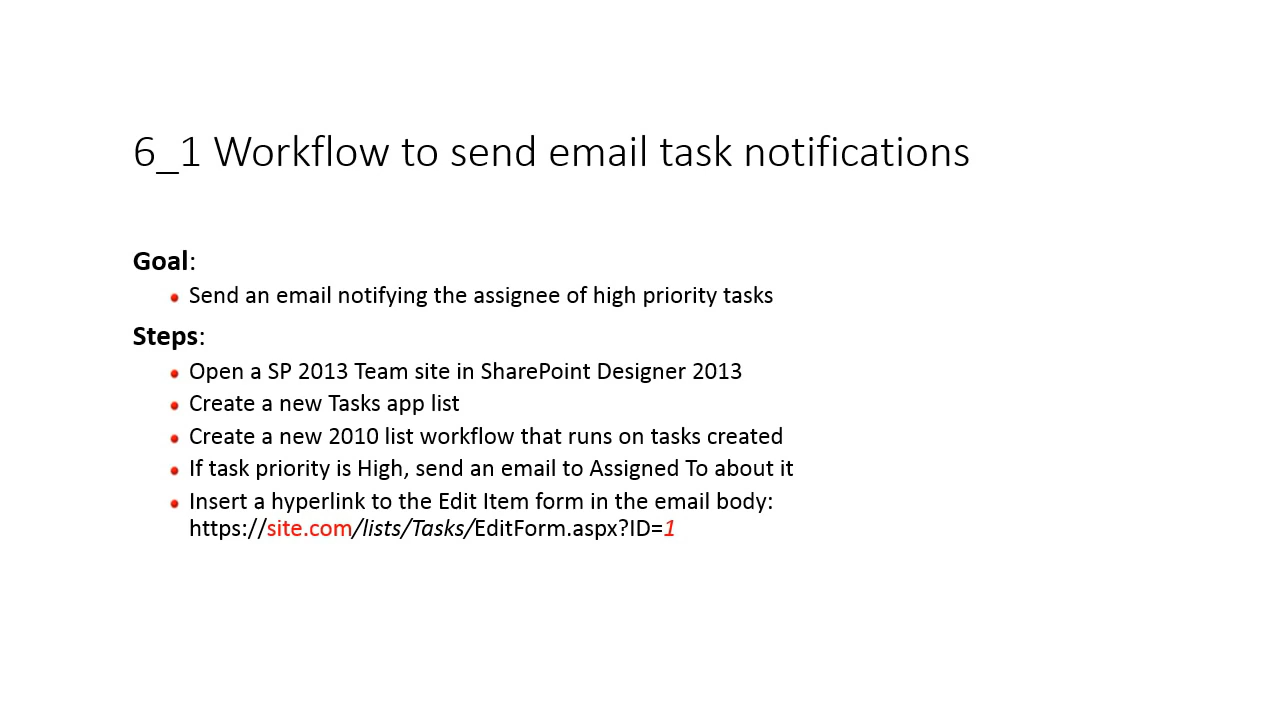 6_1 Workflow to send email task notifications
Goal:
Send an email notifying the assignee of high priority tasks
Steps:
Open a SP 2013 Team site in SharePoint Designer 2013
Create a new Tasks app list
Create a new 2010 list workflow that runs on tasks created
If task priority is High, send an email to Assigned To about it
Insert a hyperlink to the Edit Item form in the email body:
https://site.com/lists/Tasks/EditForm.aspx?ID=1